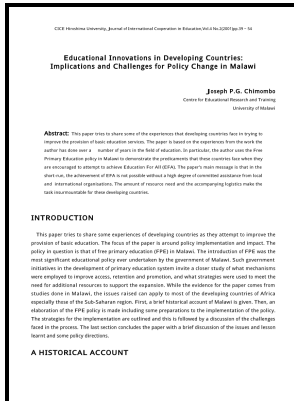 CICE Hiroshima University, Journal of International Cooperation in Education, Vol.4 No.2(2001)pp.39 – 54
Educational Innovations in Developing Countries:
Implications and Challenges for Policy Change in Malawi
Joseph P.G. Chimombo
Centre for Educational Research and Training
University of Malawi
Abstract: This paper tries to share some of the experiences that developing countries face in trying to
improve the provision of basic education services. The paper is based on the experiences from the work the
author has done over a number of years in the field of education. In particular, the author uses the Free
Primary Education policy in Malawi to demonstrate the predicaments that these countries face when they
are encouraged to attempt to achieve Education For All (EFA). The paper's main message is that in the
short-run, the achievement of EFA is not possible without a high degree of committed assistance from local
and international organisations. The amount of resource need and the accompanying logistics make the
task insurmountable for these developing countries.
INTRODUCTION
This paper tries to share some experiences of developing countries as they attempt to improve the
provision of basic education. The focus of the paper is around policy implementation and impact. The
policy in question is that of free primary education (FPE) in Malawi. The introduction of FPE was the
most significant educational policy ever undertaken by the government of Malawi. Such government
initiatives in the development of primary education system invite a closer study of what mechanisms
were employed to improve access, retention and promotion, and what strategies were used to meet the
need for additional resources to support the expansion. While the evidence for the paper comes from
studies done in Malawi, the issues raised can apply to most of the developing countries of Africa
especially those of the Sub-Saharan region. First, a brief historical account of Malawi is given. Then, an
elaboration of the FPE policy is made including some preparations to the implementation of the policy.
The strategies for the implementation are outlined and this is followed by a discussion of the challenges
faced in the process. The last section concludes the paper with a brief discussion of the issues and lesson
learnt and some policy directions.
A HISTORICAL ACCOUNT